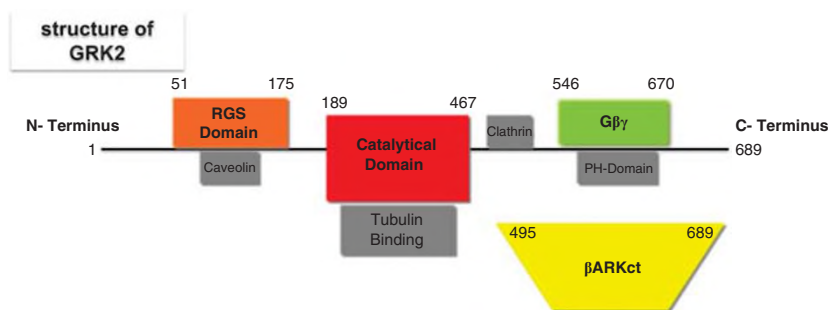 structure of
GRK2
51 175
189 467
546 670
N- Terminus
1
RGS
Domain
Caveolin
Catalytical
Domain
Tubulin
Binding
Clathrin
Gβγ
PH-Domain
C- Terminus
689
495 689
βARKct